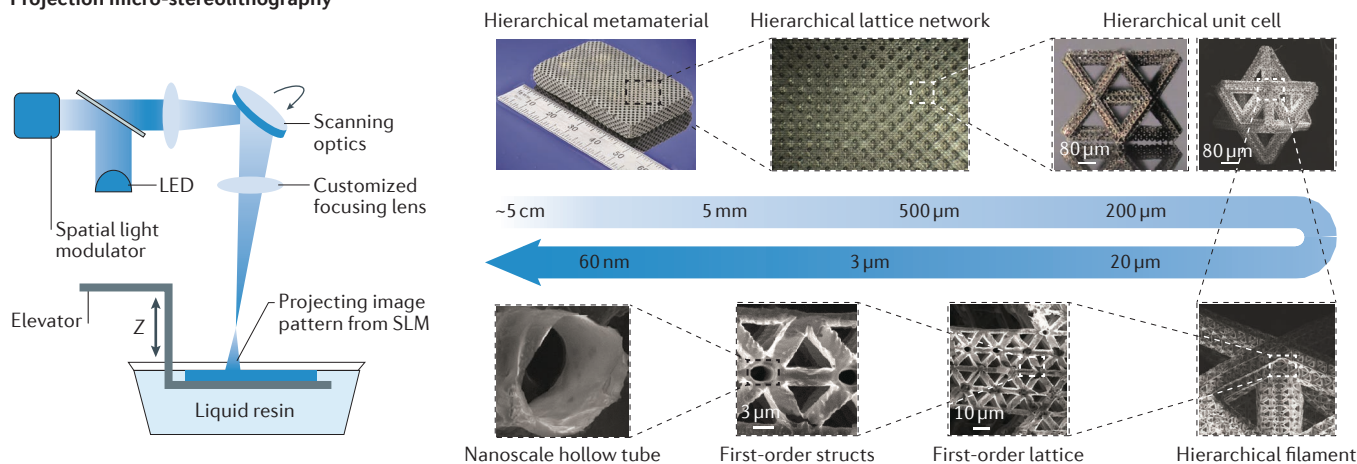 Projection micro-stereolithography
Scanning
optics
LED
Customized
focusing lens
Spatial light
modulator
Projecting image
pattern from SLM
Elevator
Z
Liquid resin
Hierarchical metamaterial
Hierarchical lattice network
Hierarchical unit cell
80 μm
80 μm
~5 cm
5 mm
500 μm
200 μm
60 nm
3 μm
20 μm
3 μm
10 μm
Nanoscale hollow tube
First-order structs
First-order lattice
Hierarchical filament